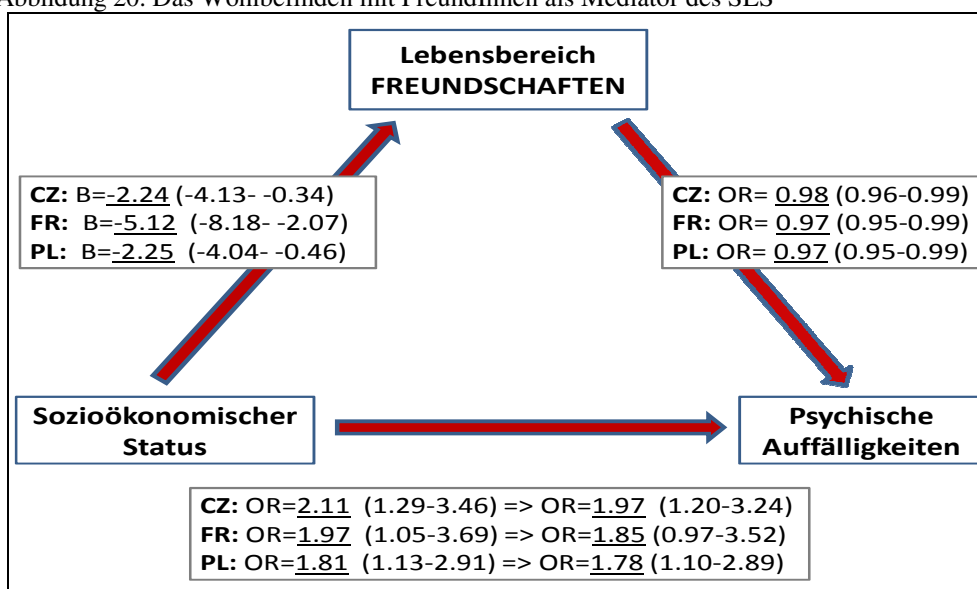 Abbildung 20: Das Wohlbefinden mit FreundInnen als Mediator des SES
Lebensbereich
FREUNDSCHAFTEN
CZ: B=-2.24 (-4.13- -0.34)
FR: B=-5.12 (-8.18- -2.07)
PL: B=-2.25 (-4.04- -0.46)
CZ: OR= 0.98 (0.96-0.99)
FR: OR= 0.97 (0.95-0.99)
PL: OR= 0.97 (0.95-0.99)
Sozioökonomischer
Status
Psychische
Auffälligkeiten
CZ: OR=2.11 (1.29-3.46) => OR=1.97 (1.20-3.24)
FR: OR=1.97 (1.05-3.69) => OR=1.85 (0.97-3.52)
PL: OR=1.81 (1.13-2.91) => OR=1.78 (1.10-2.89)